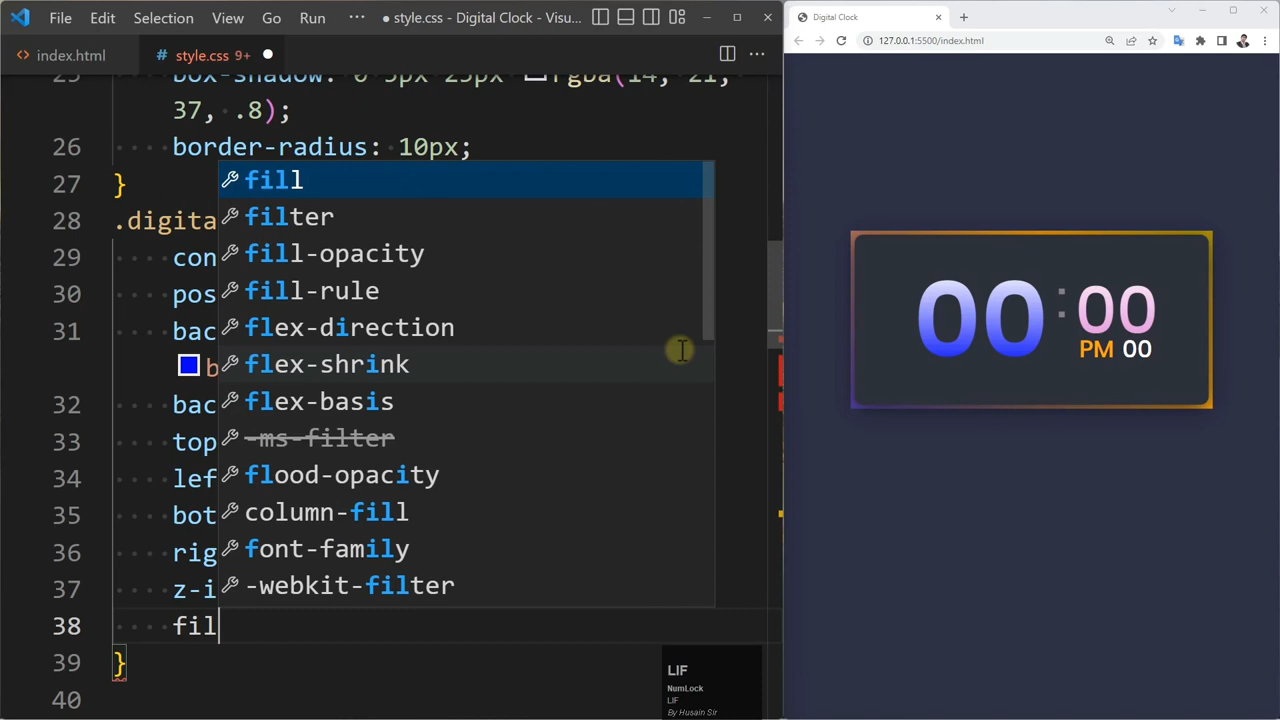 File Edit Selection View Go Run ··· ● style.css - Digital Clock - Visu...
Digital Clock
127.0.0.1:5500/index.html
<> index.html # style.css 9+ ● ···
25 box-shadow: 0 5px 25px rgba(14, 21,
37, .8);
26 border-radius: 10px;
27 }
28 .digita
29 con
30 pos
31 bac
b
32 bac
33 top
34 lef
35 bot
36 rig
37 z-i
38 fil
39 }
40
fill
filter
fill-opacity
fill-rule
flex-direction
flex-shrink
flex-basis
-ms-filter
flood-opacity
column-fill
font-family
-webkit-filter
LIF
NumLock
LIF
By Husain Sir
00 : 00
PM 00